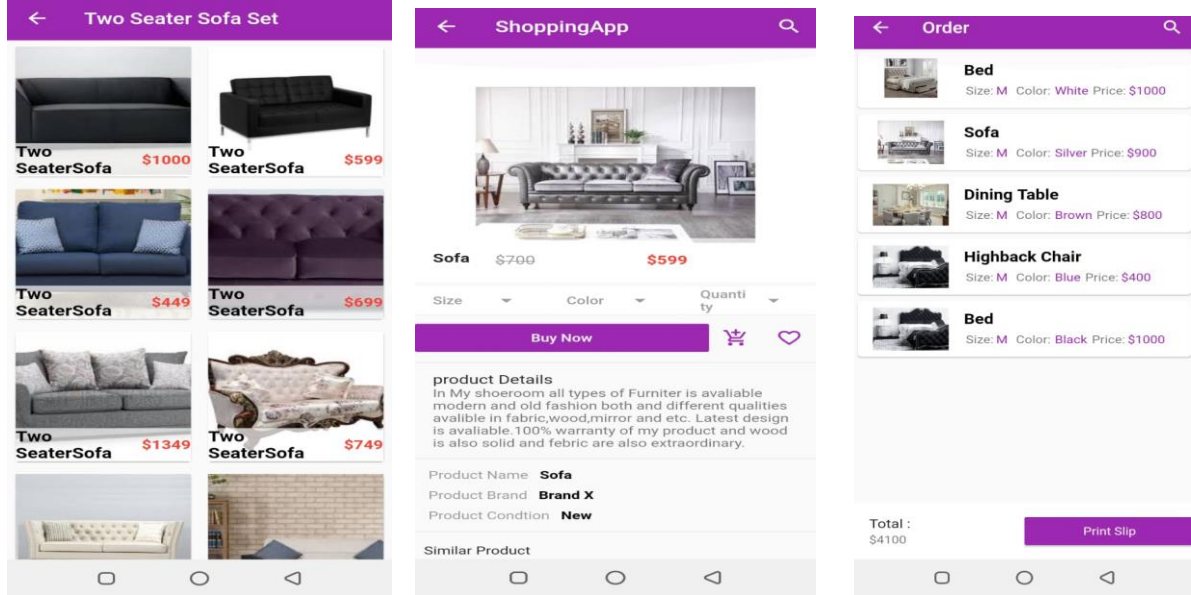 Two Seater Sofa Set
Two
SeaterSofa
$1000
Two
SeaterSofa
$599
Two
SeaterSofa
$449
Two
SeaterSofa
$699
Two
SeaterSofa
$1349
Two
SeaterSofa
$749
ShoppingApp
Sofa $700 $599
Size Color Quanti
ty
Buy Now
product Details
In My shoeroom all types of Furniter is avaliable
modern and old fashion both and different qualities
avalible in fabric,wood,mirror and etc. Latest design
is avaliable.100% warranty of my product and wood
is also solid and febric are also extraordinary.
Product Name Sofa
Product Brand Brand X
Product Condtion New
Similar Product
Order
Bed
Size: M Color: White Price: $1000
Sofa
Size: M Color: Silver Price: $900
Dining Table
Size: M Color: Brown Price: $800
Highback Chair
Size: M Color: Blue Price: $400
Bed
Size: M Color: Black Price: $1000
Total :
$4100
Print Slip